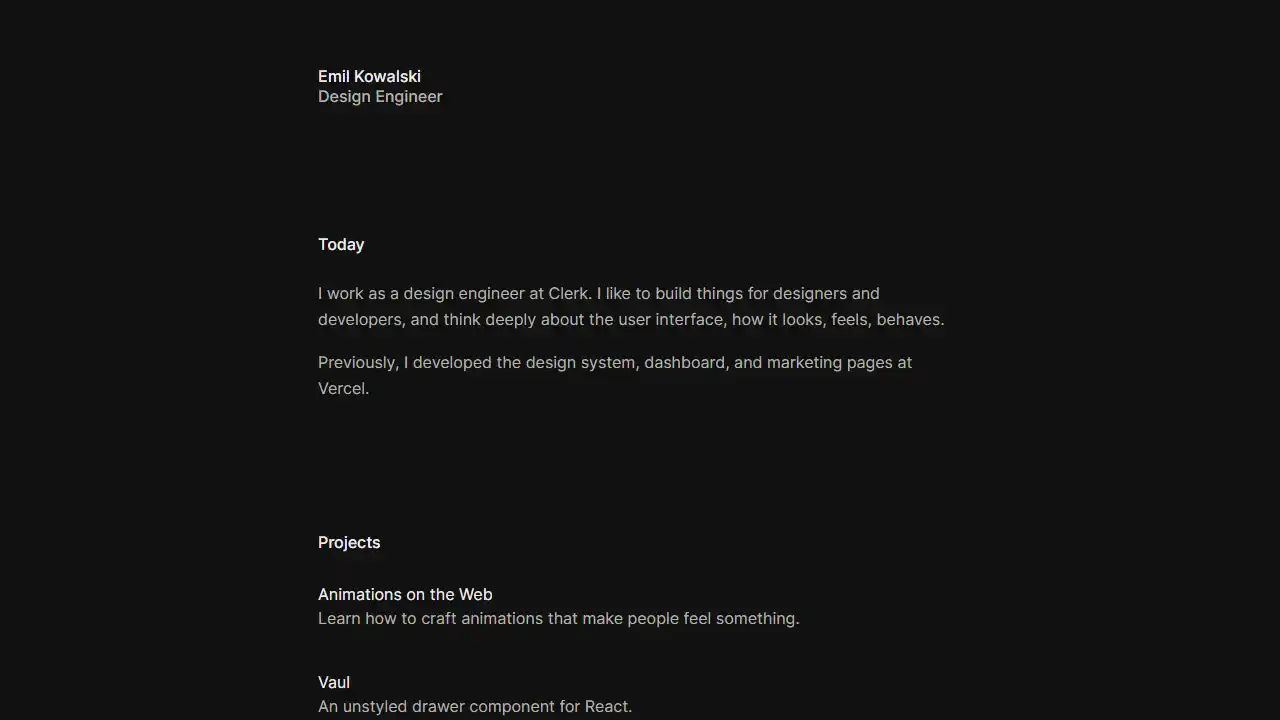 Emil Kowalski
Design Engineer
Today
I work as a design engineer at Clerk. I like to build things for designers and
developers, and think deeply about the user interface, how it looks, feels, behaves.
Previously, I developed the design system, dashboard, and marketing pages at
Vercel.
Projects
Animations on the Web
Learn how to craft animations that make people feel something.
Vaul
An unstyled drawer component for React.